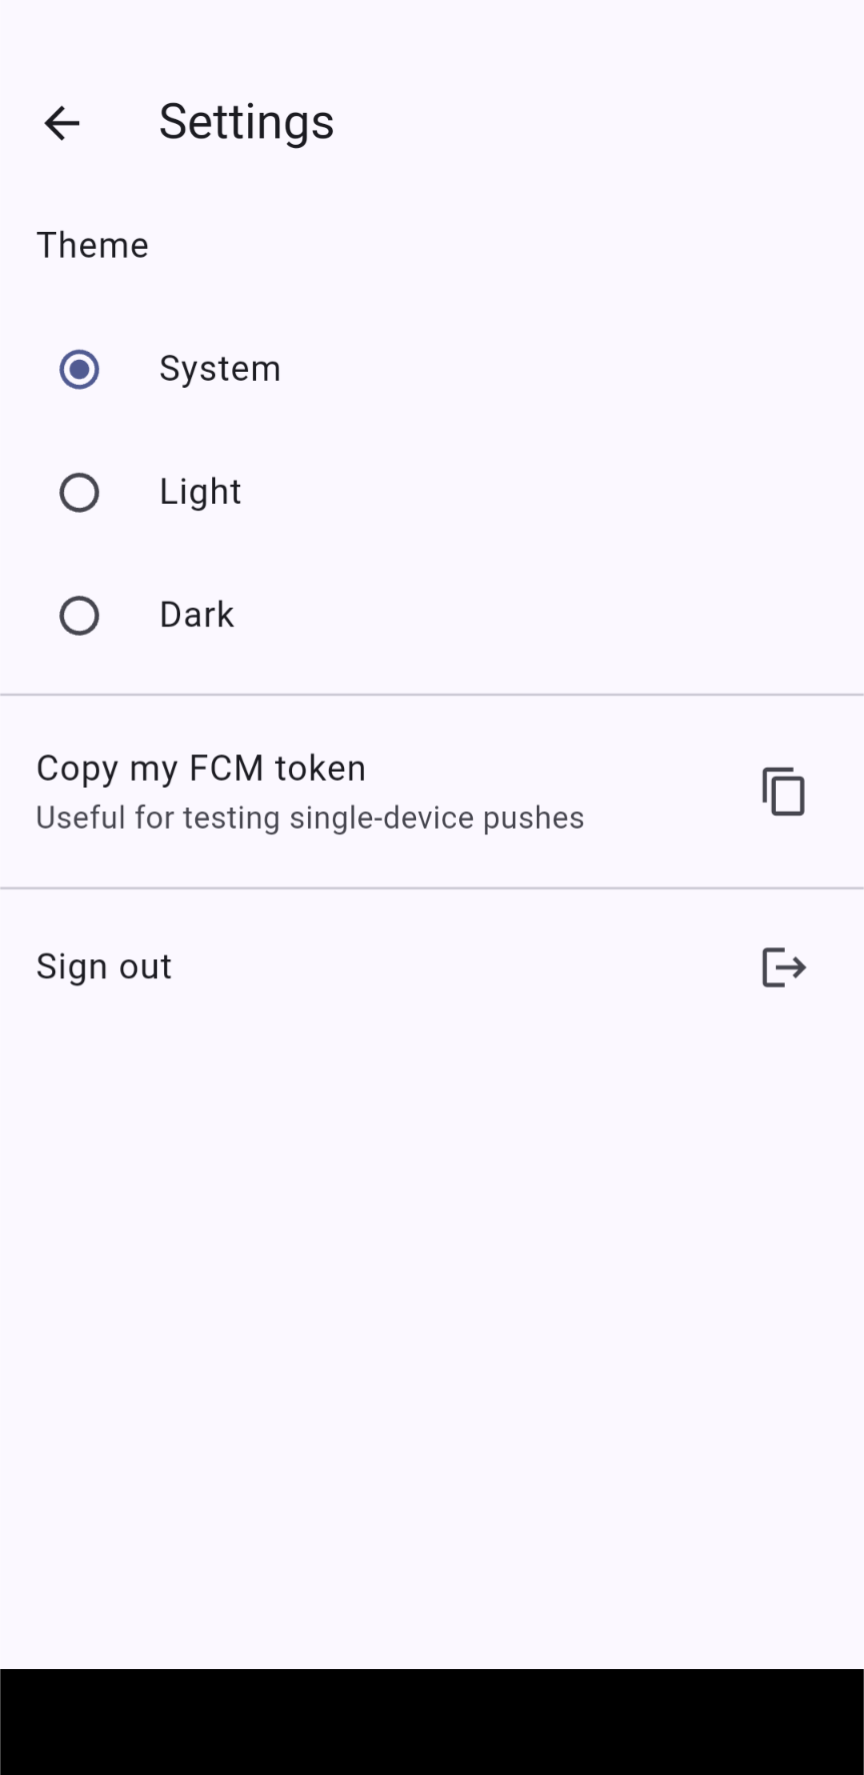 Settings
Theme
System
Light
Dark
Copy my FCM token
Useful for testing single-device pushes
Sign out